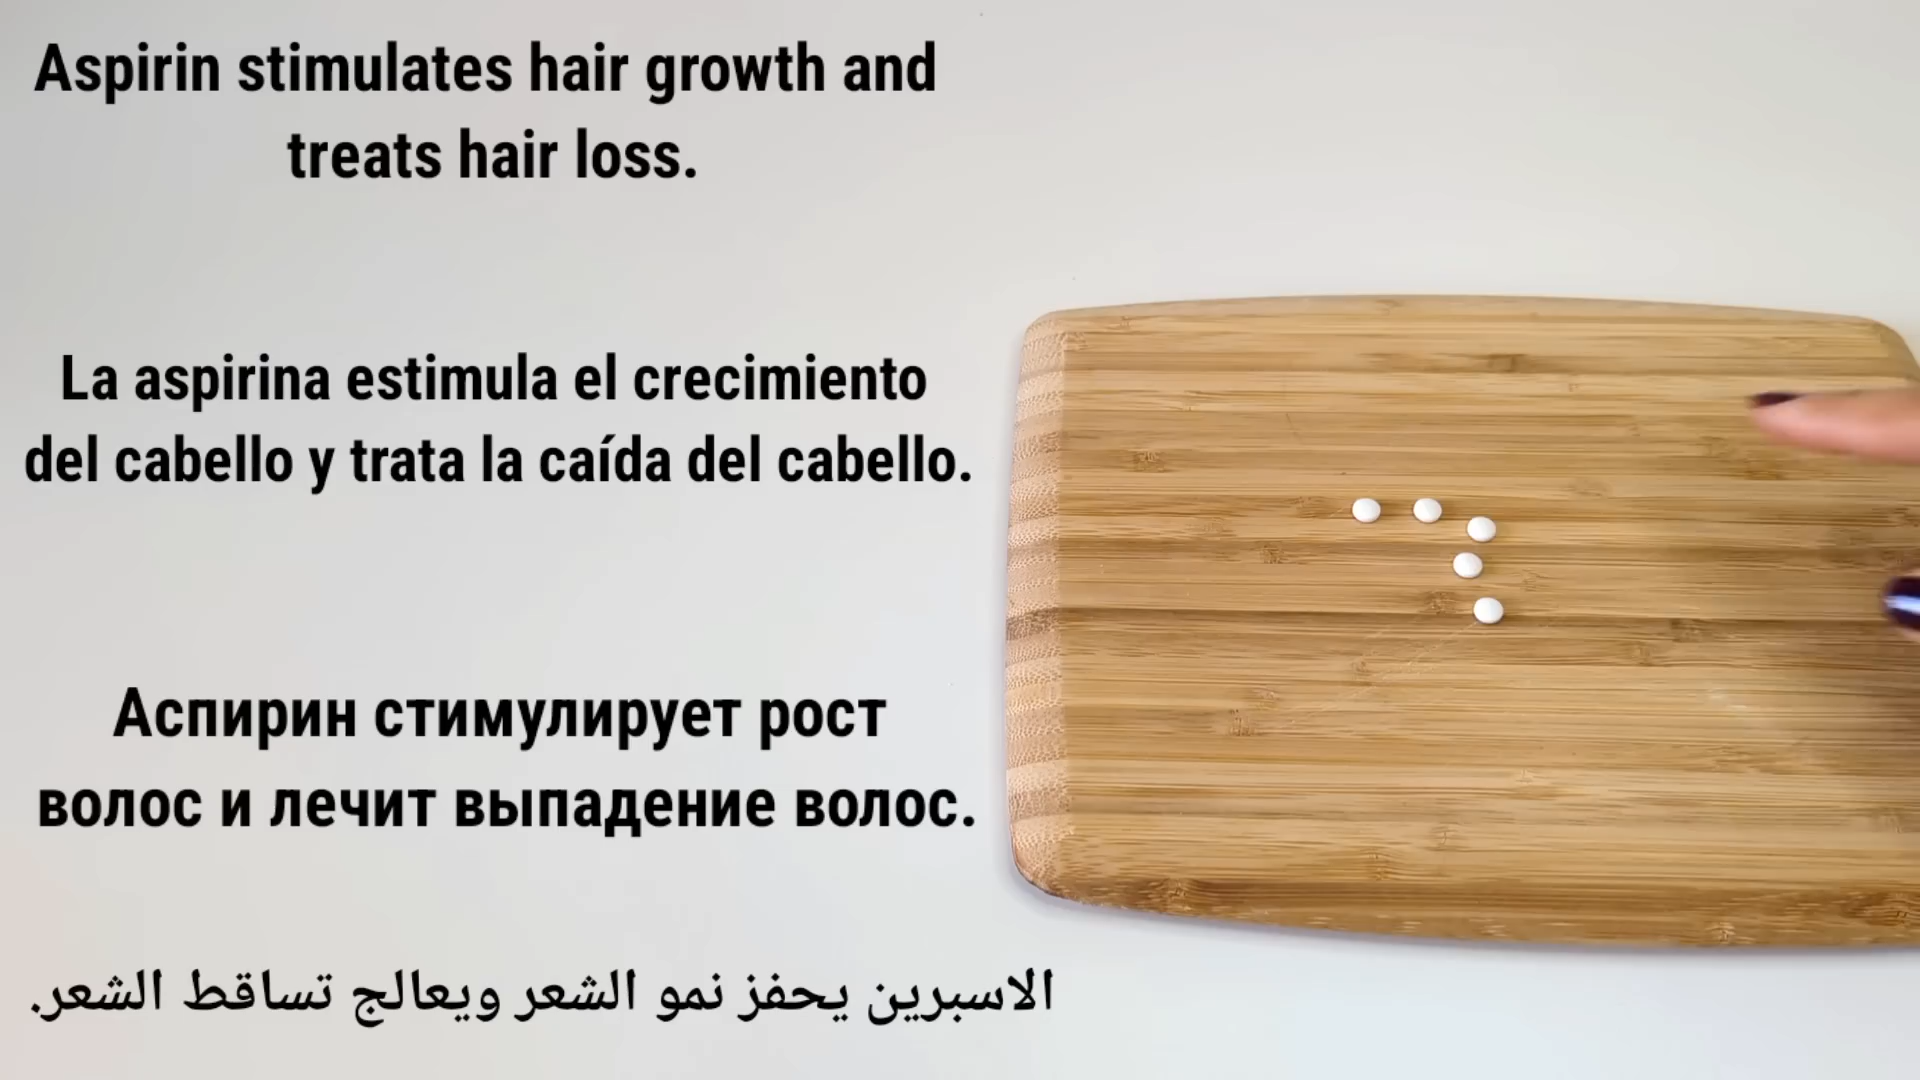 Aspirin stimulates hair growth and
treats hair loss.
La aspirina estimula el crecimiento
del cabello y trata la caída del cabello.
Аспирин стимулирует рост
волос и лечит выпадение волос.
الاسبرين يحفز نمو الشعر ويعالج تساقط الشعر.